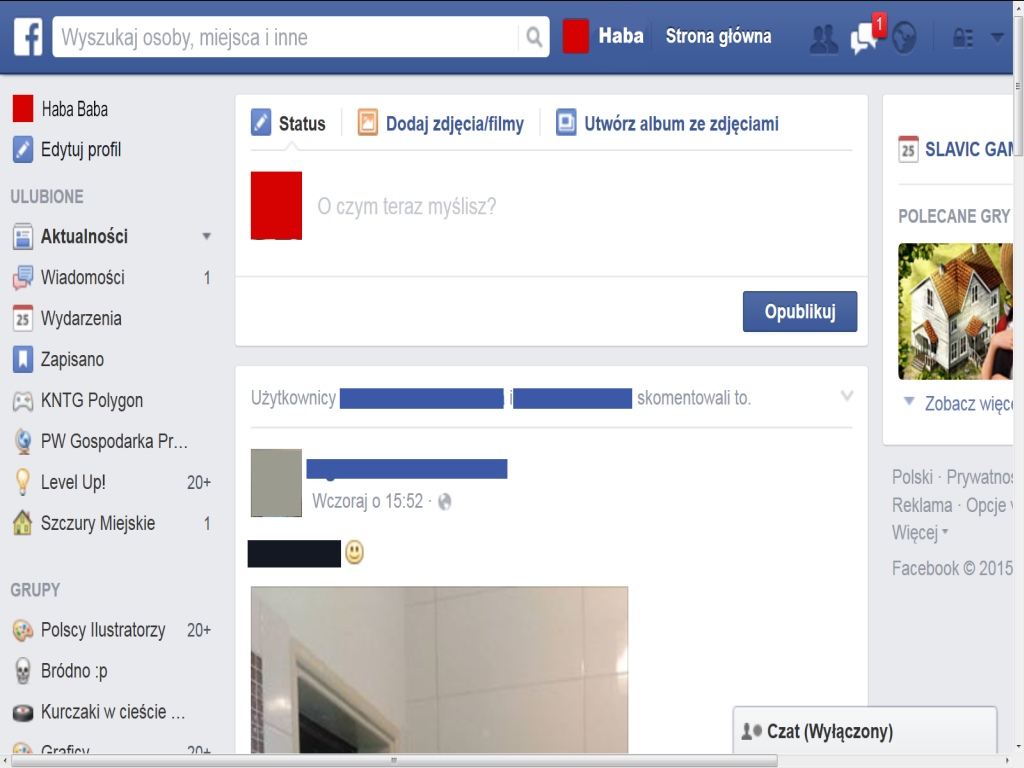 f
Wyszukaj osoby, miejsca i inne
Haba
Strona główna
1
Haba Baba
Edytuj profil
ULUBIONE
Aktualności
Wiadomości 1
25 Wydarzenia
Zapisano
KNTG Polygon
PW Gospodarka Pr...
Level Up! 20+
Szczury Miejskie 1
GRUPY
Polscy Ilustratorzy 20+
Bródno :p
Kurczaki w cieście ...
Graficy 20+
Status
Dodaj zdjęcia/filmy
Utwórz album ze zdjęciami
O czym teraz myślisz?
Opublikuj
Użytkownicy i skomentowali to.
Wczoraj o 15:52 ·
25 SLAVIC GAM
POLECANE GRY
Zobacz więc
Polski · Prywatnoś
Reklama · Opcje
Więcej
Facebook © 2015
Czat (Wyłączony)